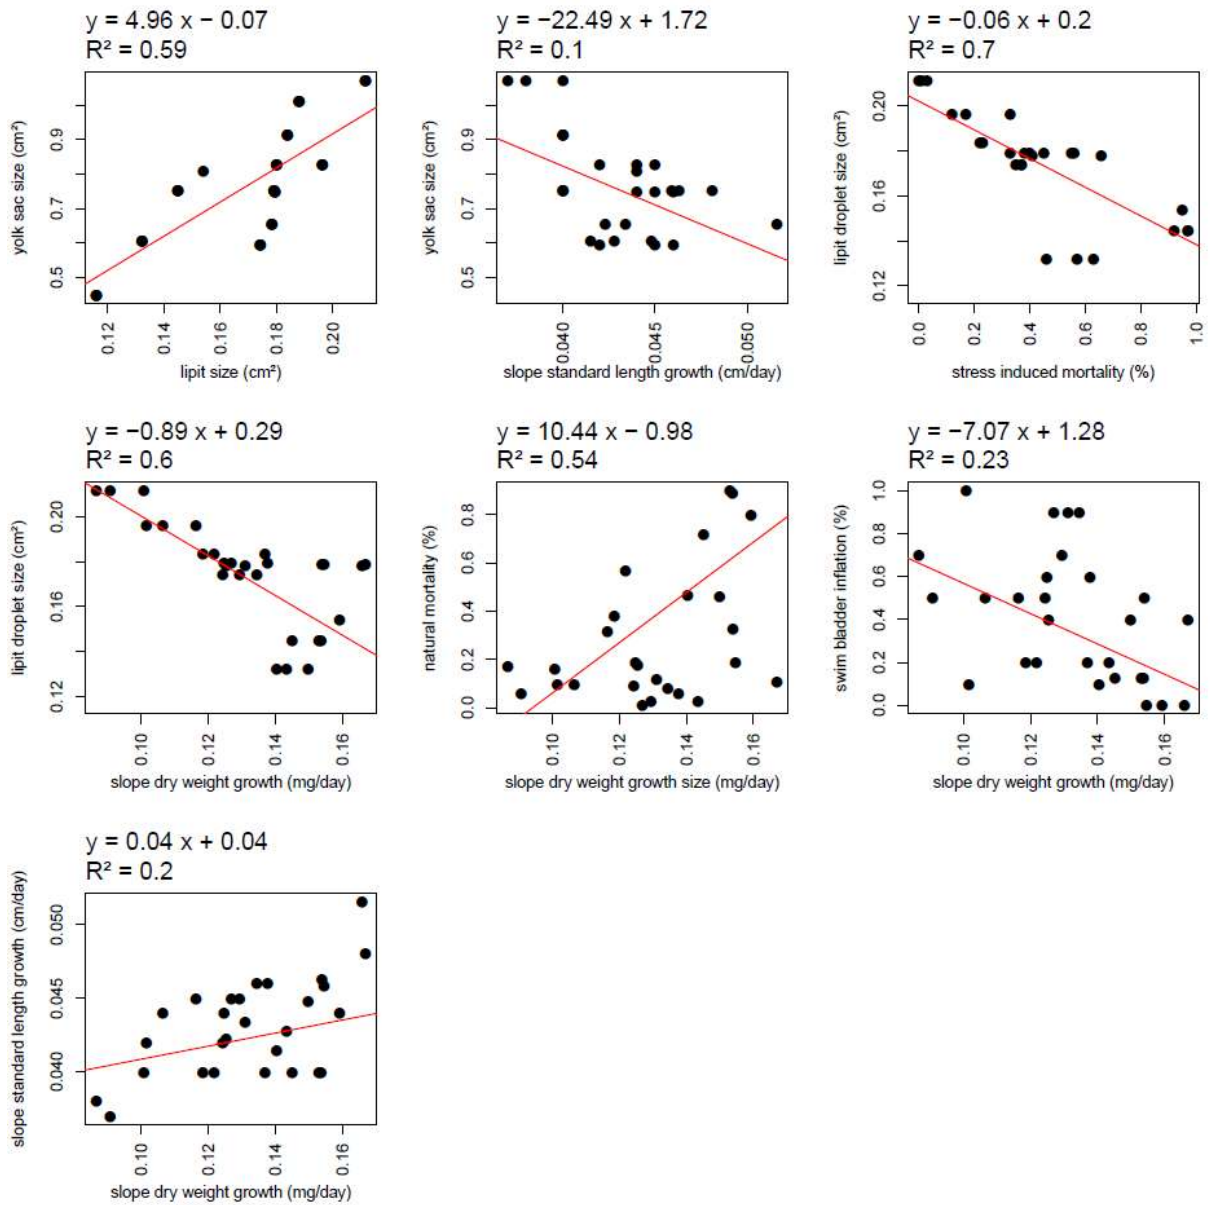 y = 4.96 x − 0.07
R² = 0.59
yolk sac size (cm²)
0.5
0.7
0.9
0.12
0.14
0.16
0.18
0.20
lipit size (cm²)
y = −22.49 x + 1.72
R² = 0.1
yolk sac size (cm²)
0.5
0.7
0.9
0.040
0.045
0.050
slope standard length growth (cm/day)
y = −0.06 x + 0.2
R² = 0.7
lipit droplet size (cm²)
0.12
0.16
0.20
0.0
0.2
0.4
0.6
0.8
1.0
stress induced mortality (%)
y = −0.89 x + 0.29
R² = 0.6
lipit droplet size (cm²)
0.12
0.16
0.20
0.10
0.12
0.14
0.16
slope dry weight growth (mg/day)
y = 10.44 x − 0.98
R² = 0.54
natural mortality (%)
0.0
0.2
0.4
0.6
0.8
0.10
0.12
0.14
0.16
slope dry weight growth size (mg/day)
y = −7.07 x + 1.28
R² = 0.23
swim bladder inflation (%)
0.0
0.2
0.4
0.6
0.8
1.0
0.10
0.12
0.14
0.16
slope dry weight growth (mg/day)
y = 0.04 x + 0.04
R² = 0.2
slope standard length growth (cm/day)
0.040
0.045
0.050
0.10
0.12
0.14
0.16
slope dry weight growth (mg/day)